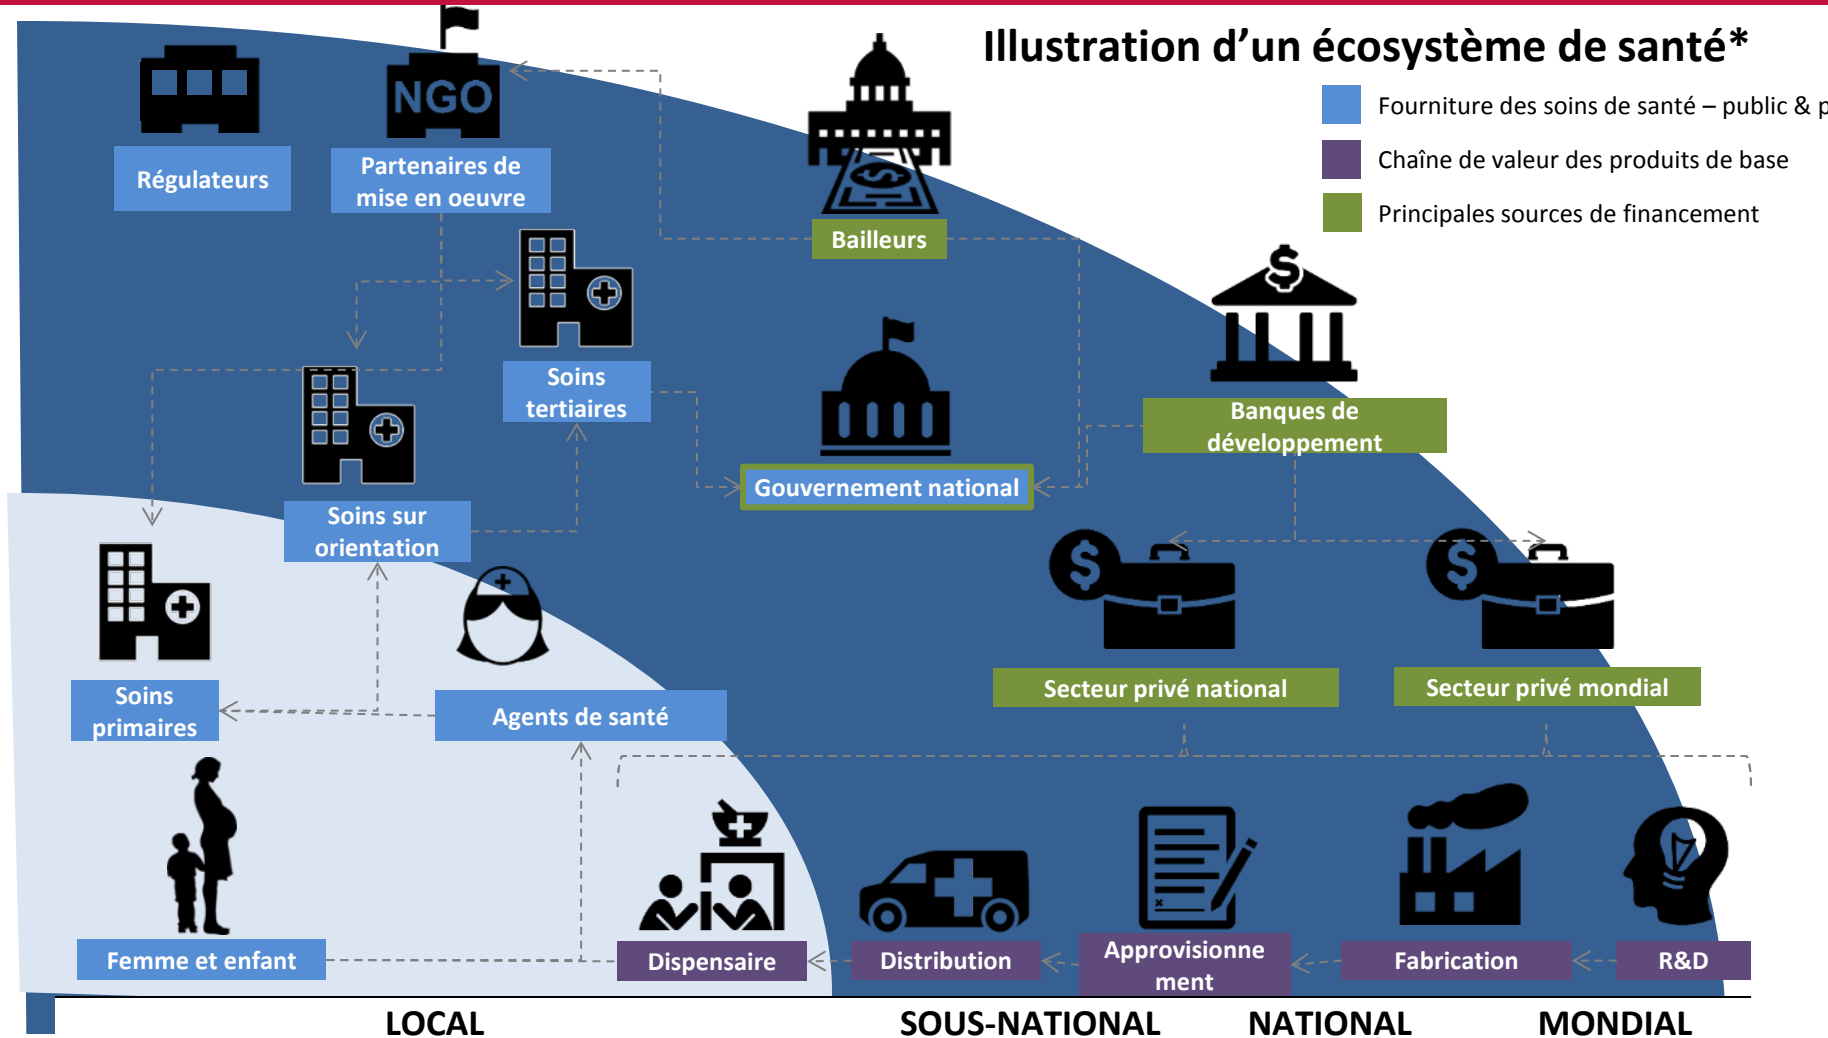 Illustration d'un écosystème de santé*
Fourniture des soins de santé – public & p
Chaîne de valeur des produits de base
Principales sources de financement
NGO
Régulateurs
Partenaires de
mise en oeuvre
Bailleurs
$
Soins
tertiaires
Banques de
développement
Gouvernement national
Soins sur
orientation
$
$
Soins
primaires
Agents de santé
Secteur privé national
Secteur privé mondial
Femme et enfant
Dispensaire
Distribution
Approvisionne
ment
Fabrication
R&D
LOCAL
SOUS-NATIONAL
NATIONAL
MONDIAL